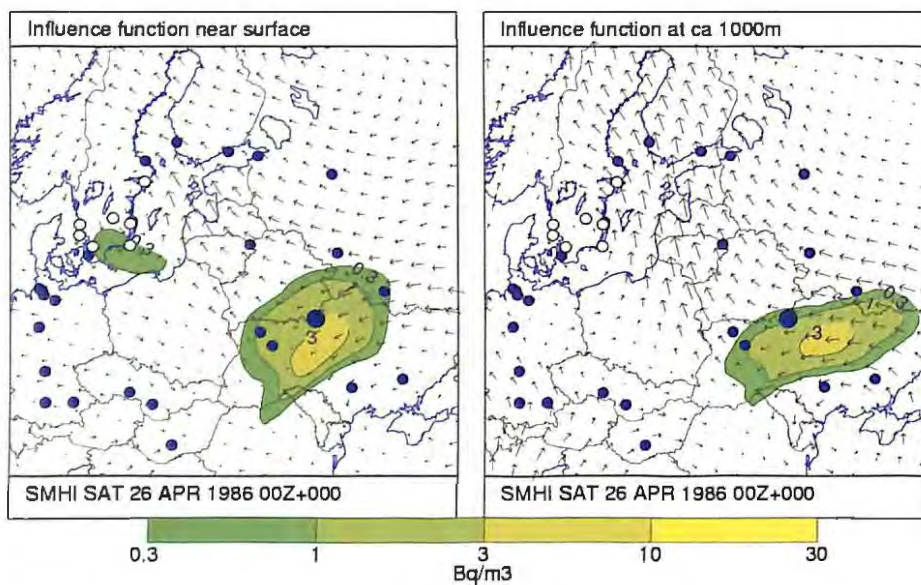 Influence function near surface
Influence function at ca 1000m
0.3
3
0.3
1
3
SMHI SAT 26 APR 1986 00Z+000
SMHI SAT 26 APR 1986 00Z+000
0.3 1 3 10 30
Bq/m3